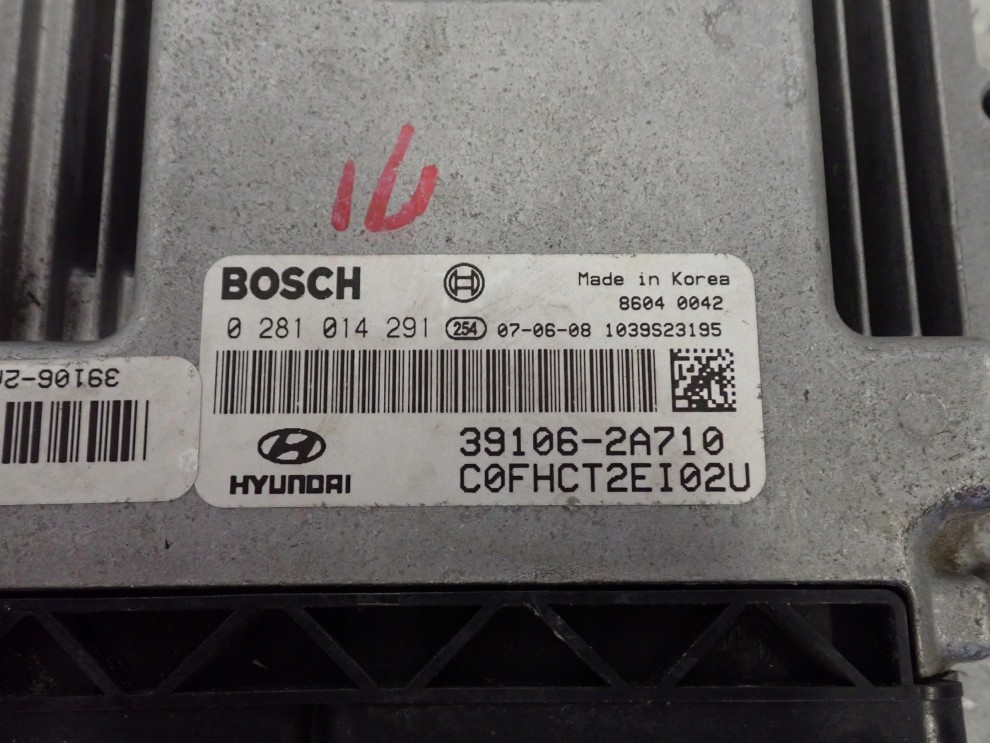 16
BOSCH
Made in Korea
8604 0042
0 281 014 291 254 07-06-08 1039S23195
39106-2A710
HYUNDAI
C0FHCT2EI02U
39106-2